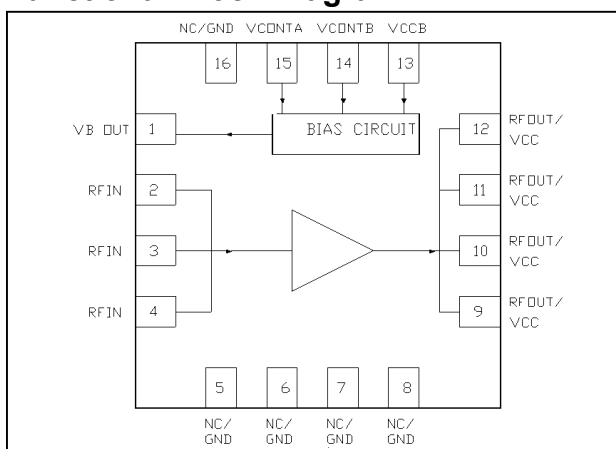 NC/GND VCONTA VCONTB VCCB
16 15 14 13
VB OUT 1 BIAS CIRCUIT 12 RFOUT/
VCC
RFIN 2 11 RFOUT/
VCC
RFIN 3 10 RFOUT/
VCC
RFIN 4 9 RFOUT/
VCC
5 6 7 8
NC/ NC/ NC/ NC/
GND GND GND GND